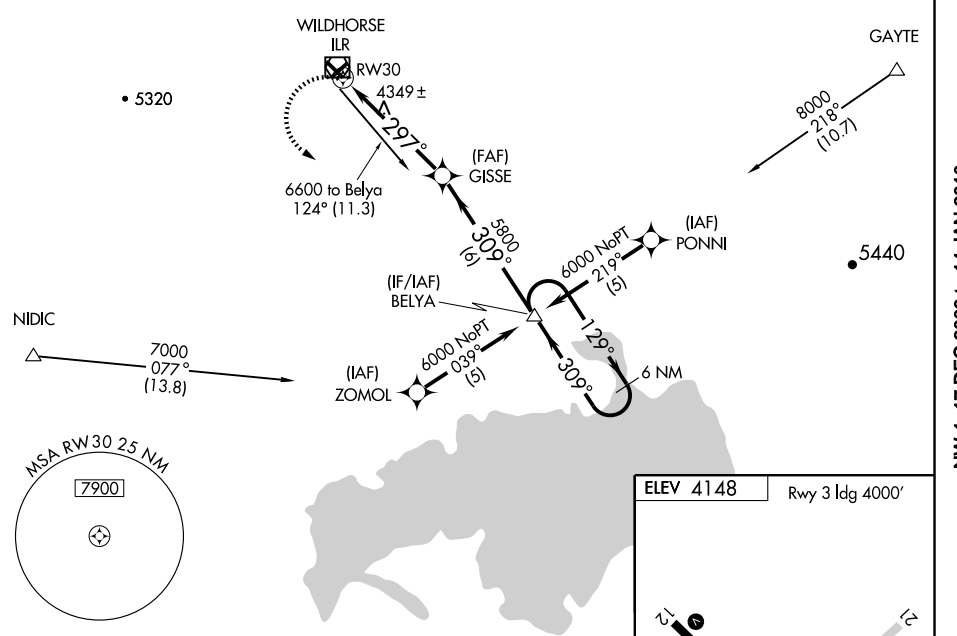 WILDHORSE
ILR
RW30
4349 ±
GAYTE
5320
8000
218°
(10.7)
297°
(FAF)
GISSE
6600 to Belya
124° (11.3)
5800
309°
(6)
(IAF)
PONNI
6000 NoPT
219°
(5)
5440
(IF/IAF)
BELYA
NIDIC
7000
077°
(13.8)
6000 NoPT
039°
(5)
(IAF)
ZOMOL
129°
309°
6 NM
MSA RW30 25 NM
7900
ELEV 4148
Rwy 3 ldg 4000'
12
V
21